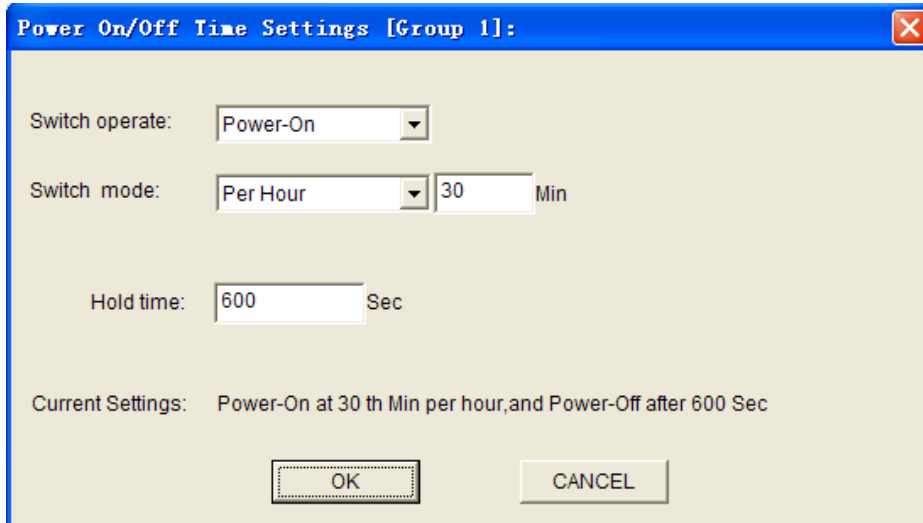 Power On/Off Time Settings [Group 1]:
Switch operate: Power-On
Switch mode: Per Hour 30 Min
Hold time: 600 Sec
Current Settings: Power-On at 30 th Min per hour,and Power-Off after 600 Sec
OK CANCEL